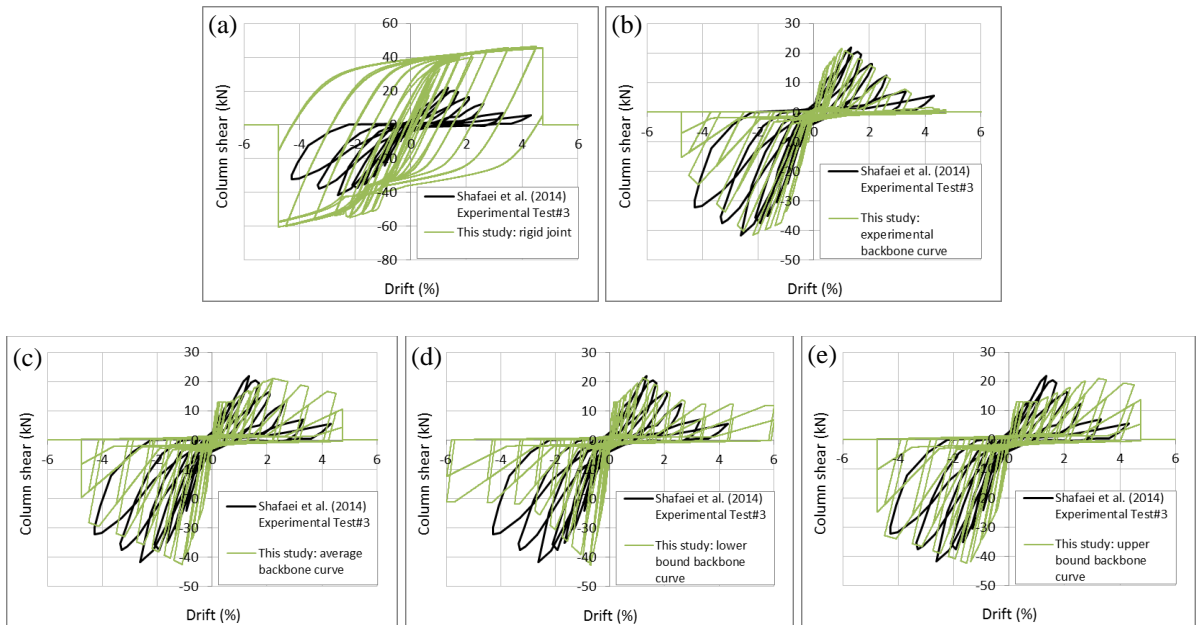 (a)
60
40
20
0
-20
-40
-60
-80
-6 -4 -2 0 2 4 6
Column shear (kN)
Drift (%)
Shafaei et al. (2014)
Experimental Test#3
This study: rigid joint
(b)
30
20
10
0
-10
-20
-30
-40
-50
-6 -4 -2 0 2 4 6
Column shear (kN)
Drift (%)
Shafaei et al. (2014)
Experimental Test#3
This study: experimental
backbone curve
(c)
30
20
10
0
-10
-20
-30
-40
-50
-6 -4 -2 0 2 4 6
Column shear (kN)
Drift (%)
Shafaei et al. (2014)
Experimental Test#3
This study: average
backbone curve
(d)
30
20
10
0
-10
-20
-30
-40
-50
-6 -4 -2 0 2 4 6
Column shear (kN)
Drift (%)
Shafaei et al. (2014)
Experimental Test#3
This study: lower
bound backbone
curve
(e)
30
20
10
0
-10
-20
-30
-40
-50
-6 -4 -2 0 2 4 6
Column shear (kN)
Drift (%)
Shafaei et al. (2014)
Experimental Test#3
This study: upper
bound backbone curve